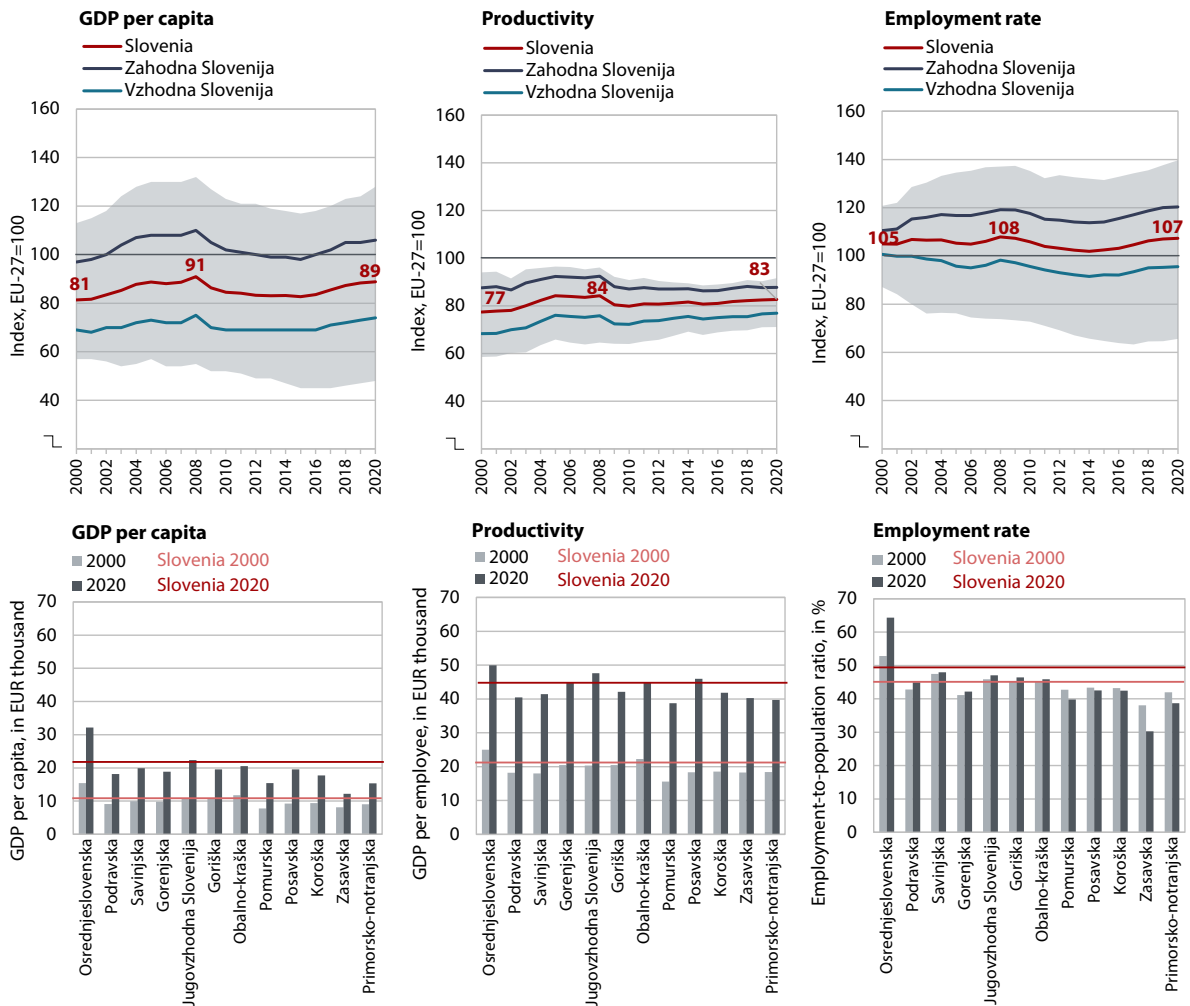 GDP per capita
Slovenia
Zahodna Slovenija
Vzhodna Slovenija
Index, EU-27=100
160
140
120
100
80
60
40
81
91
89
2000
2002
2004
2006
2008
2010
2012
2014
2016
2018
2020
Productivity
Slovenia
Zahodna Slovenija
Vzhodna Slovenija
Index, EU-27=100
160
140
120
100
80
60
40
77
84
83
2000
2002
2004
2006
2008
2010
2012
2014
2016
2018
2020
Employment rate
Slovenia
Zahodna Slovenija
Vzhodna Slovenija
Index, EU-27=100
160
140
120
100
80
60
40
105
108
107
2000
2002
2004
2006
2008
2010
2012
2014
2016
2018
2020
GDP per capita
2000 Slovenia 2000
2020 Slovenia 2020
GDP per capita, in EUR thousand
70
60
50
40
30
20
10
0
Osrednjeslovenska
Podravska
Savinjska
Gorenjska
Jugovzhodna Slovenija
Goriška
Obalno-kraška
Pomurska
Posavska
Koroška
Zasavska
Primorsko-notranjska
Productivity
2000 Slovenia 2000
2020 Slovenia 2020
GDP per employee, in EUR thousand
70
60
50
40
30
20
10
0
Osrednjeslovenska
Podravska
Savinjska
Gorenjska
Jugovzhodna Slovenija
Goriška
Obalno-kraška
Pomurska
Posavska
Koroška
Zasavska
Primorsko-notranjska
Employment rate
2000 Slovenia 2000
2020 Slovenia 2020
Employment-to-population ratio, in %
70
60
50
40
30
20
10
0
Osrednjeslovenska
Podravska
Savinjska
Gorenjska
Jugovzhodna Slovenija
Goriška
Obalno-kraška
Pomurska
Posavska
Koroška
Zasavska
Primorsko-notranjska